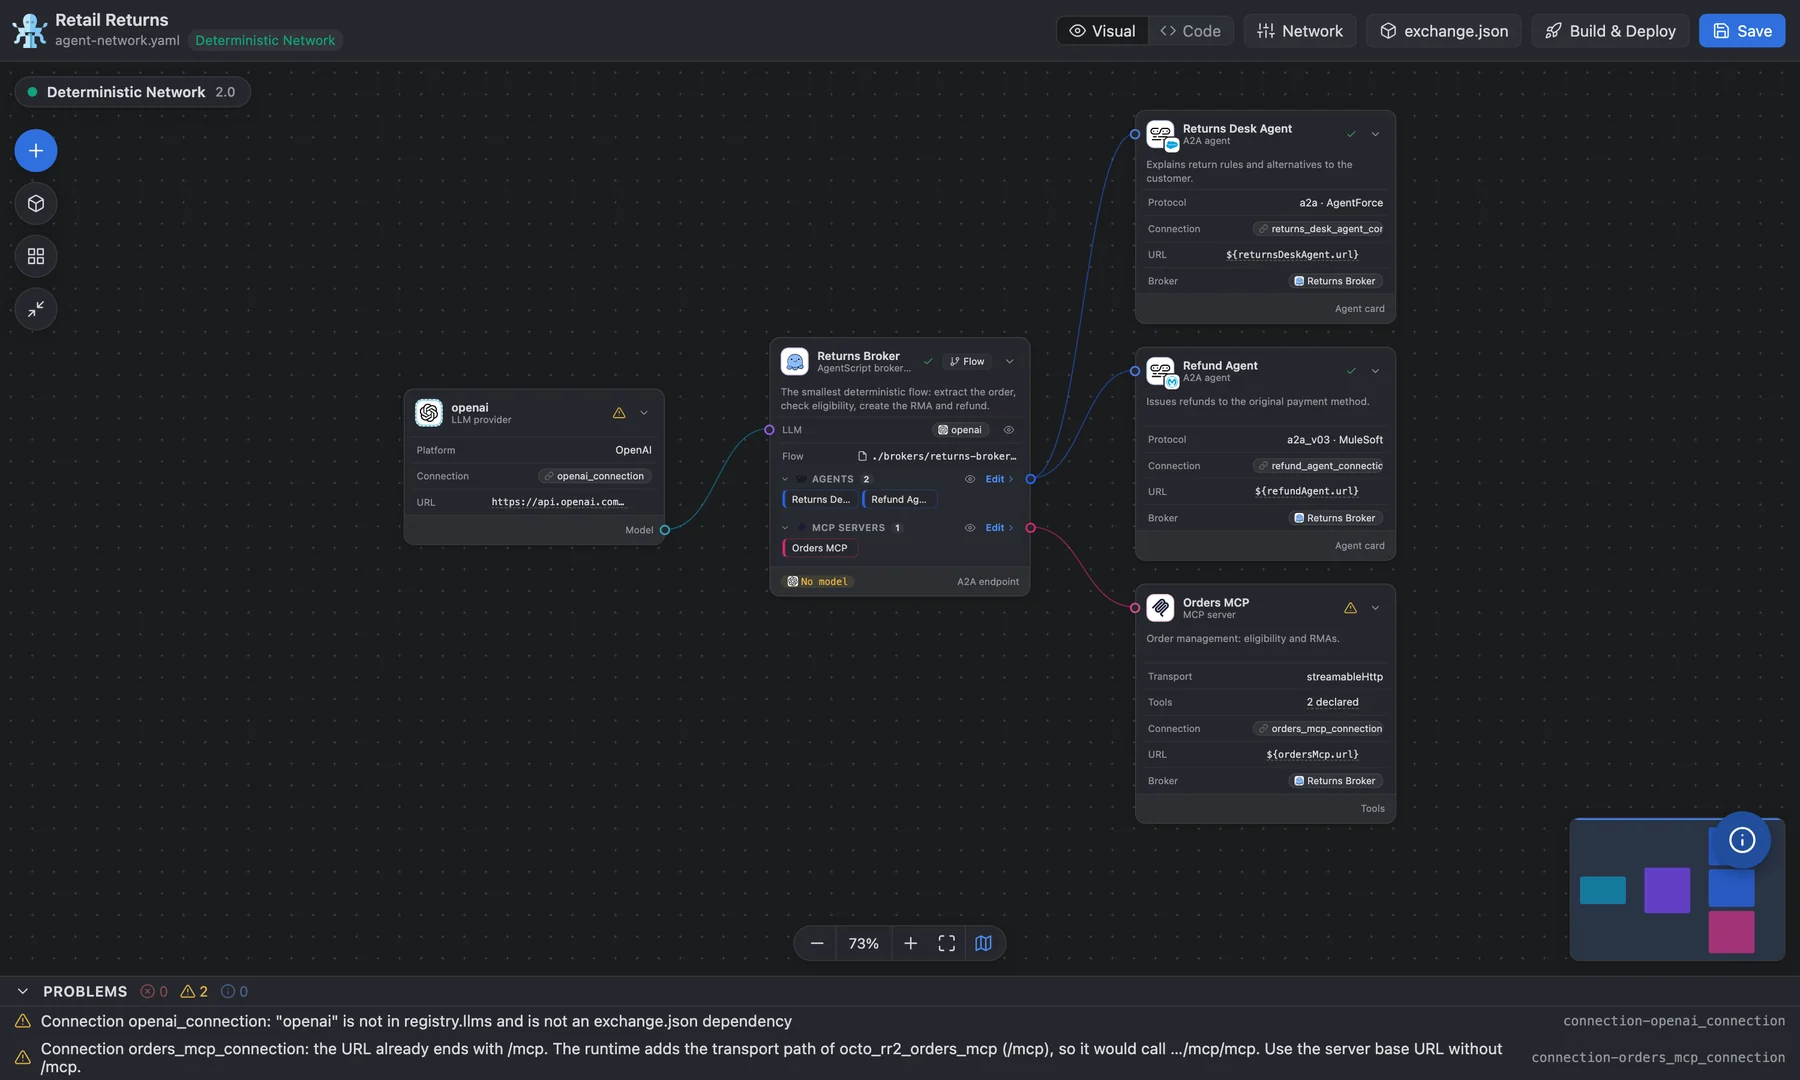 Retail Returns
agent-network.yaml Deterministic Network
Visual Code Network exchange.json Build & Deploy Save
Deterministic Network 2.0
Returns Desk Agent
A2A agent
Explains return rules and alternatives to the
customer.
Protocol a2a · AgentForce
Connection returns_desk_agent_cor
URL ${returnsDeskAgent.url}
Broker Returns Broker
Agent card
Refund Agent
A2A agent
Issues refunds to the original payment method.
Protocol a2a_v03 · MuleSoft
Connection refund_agent_connectic
URL ${refundAgent.url}
Broker Returns Broker
Agent card
Returns Broker Flow
AgentScript broker...
The smallest deterministic flow: extract the order,
check eligibility, create the RMA and refund.
LLM openai
Flow ./brokers/returns-broker...
AGENTS 2 Edit
Returns De... Refund Ag...
MCP SERVERS 1 Edit
Orders MCP
No model A2A endpoint
openai
LLM provider
Platform OpenAI
Connection openai_connection
URL https://api.openai.com...
Model
Orders MCP
MCP server
Order management: eligibility and RMAs.
Transport streamableHttp
Tools 2 declared
Connection orders_mcp_connection
URL ${ordersMcp.url}
Broker Returns Broker
Tools
73%
PROBLEMS 0 2 0
Connection openai_connection: "openai" is not in registry.llms and is not an exchange.json dependency connection-openai_connection
Connection orders_mcp_connection: the URL already ends with /mcp. The runtime adds the transport path of octo_rr2_orders_mcp (/mcp), so it would call .../mcp/mcp. Use the server base URL without
/mcp.
connection-orders_mcp_connection